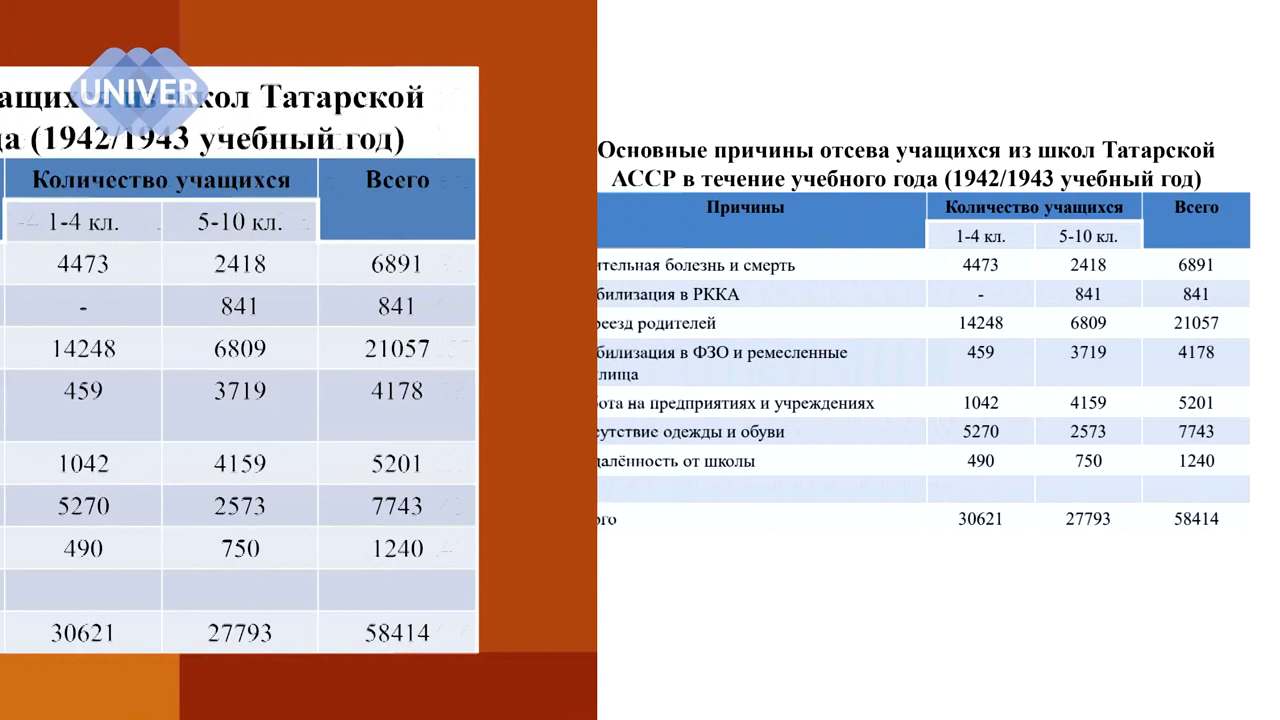 UNIVER
ащихся из школ Татарской
да (1942/1943 учебный год)
Количество учащихся Всего
1-4 кл. 5-10 кл.
4473 2418 6891
- 841 841
14248 6809 21057
459 3719 4178
1042 4159 5201
5270 2573 7743
490 750 1240
30621 27793 58414
Основные причины отсева учащихся из школ Татарской
АССР в течение учебного года (1942/1943 учебный год)
Причины Количество учащихся Всего
1-4 кл. 5-10 кл.
ительная болезнь и смерть 4473 2418 6891
билизация в РККА - 841 841
реезд родителей 14248 6809 21057
билизация в ФЗО и ремесленные 459 3719 4178
лища
ота на предприятиях и учреждениях 1042 4159 5201
сутствие одежды и обуви 5270 2573 7743
далённость от школы 490 750 1240
ого 30621 27793 58414